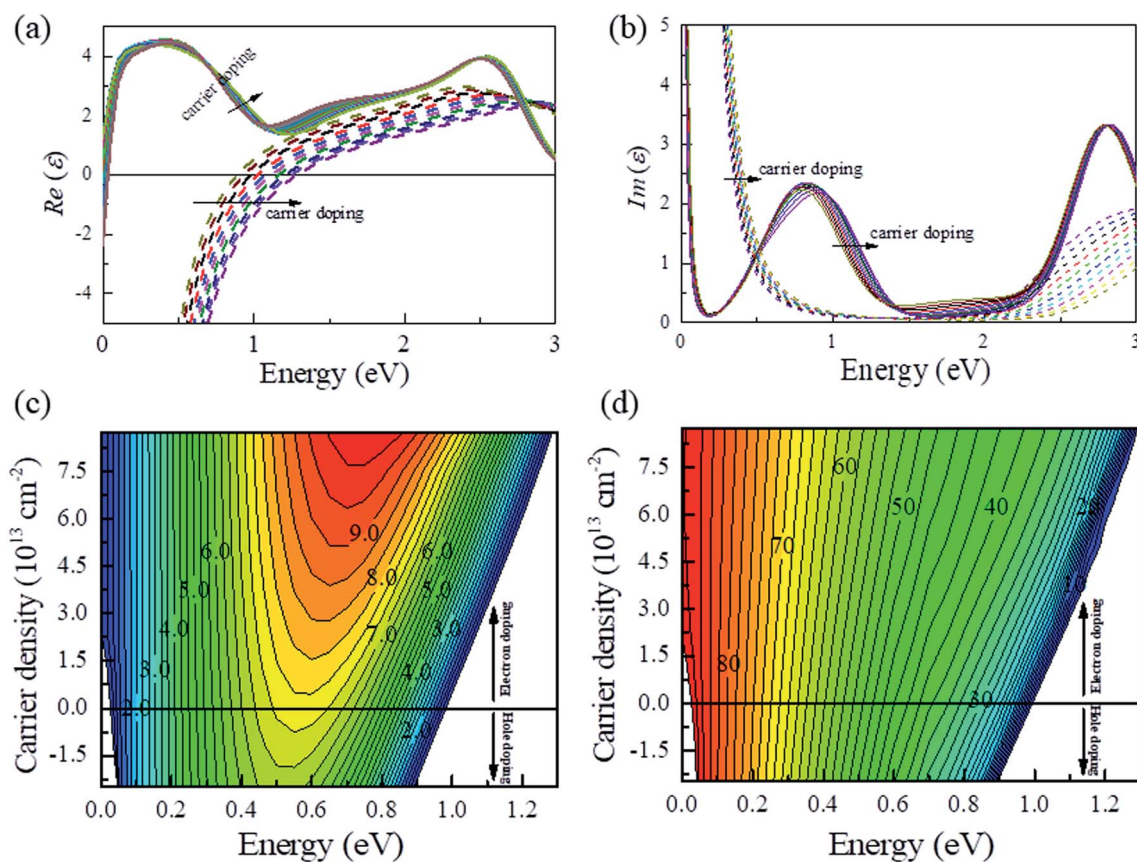 (a)
4
2
0
-2
-4
Re (ε)
carrier doping
carrier doping
0 1 2 3
Energy (eV)
(b)
5
4
3
2
1
0
Im (ε)
carrier doping
carrier doping
0 1 2 3
Energy (eV)
(c)
7.5
6.0
4.5
3.0
1.5
0.0
-1.5
Carrier density (10¹³ cm⁻²)
9.0
6.0 6.0
8.0
5.0 5.0
4.0 3.0
7.0
3.0 4.0
2.0 2.0
Electron doping
Hole doping
0.0 0.2 0.4 0.6 0.8 1.0 1.2
Energy (eV)
(d)
7.5
6.0
4.5
3.0
1.5
0.0
-1.5
Carrier density (10¹³ cm⁻²)
60
50 40 20
70
10
80
30
Electron doping
Hole doping
0.0 0.2 0.4 0.6 0.8 1.0 1.2
Energy (eV)